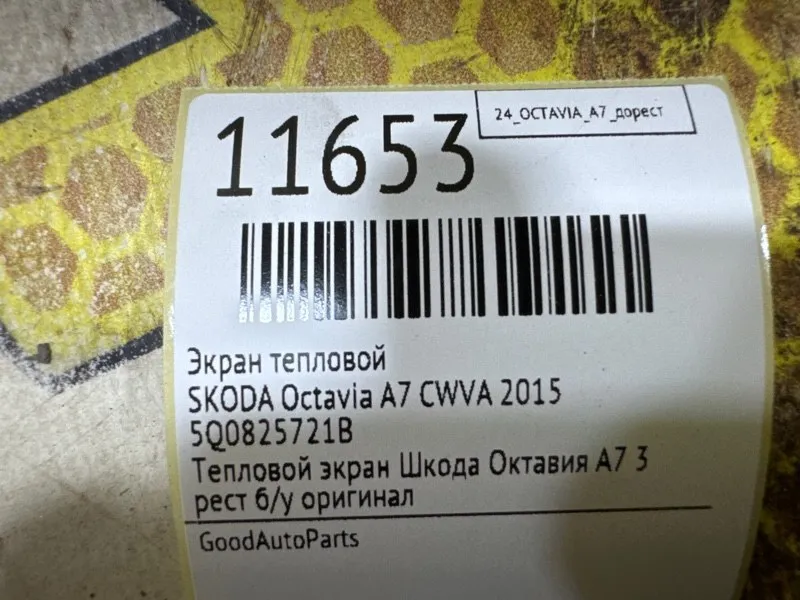 24_OCTAVIA_A7_дорест
11653
Экран тепловой
SKODA Octavia A7 CWVA 2015
5Q0825721B
Тепловой экран Шкода Октавия А7 3
рест б/у оригинал
GoodAutoParts